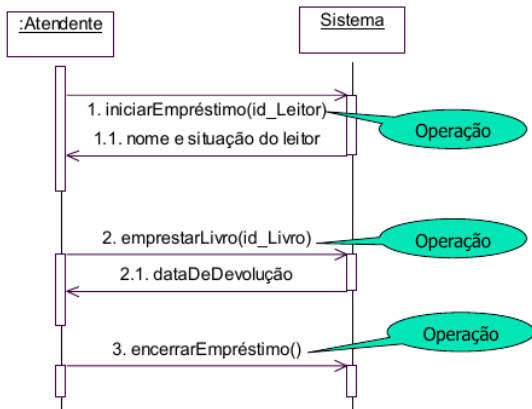 :Atendente
Sistema
1. iniciarEmpréstimo(id_Leitor)
Operação
1.1. nome e situação do leitor
2. emprestarLivro(id_Livro)
Operação
2.1. dataDeDevolução
3. encerrarEmpréstimo()
Operação